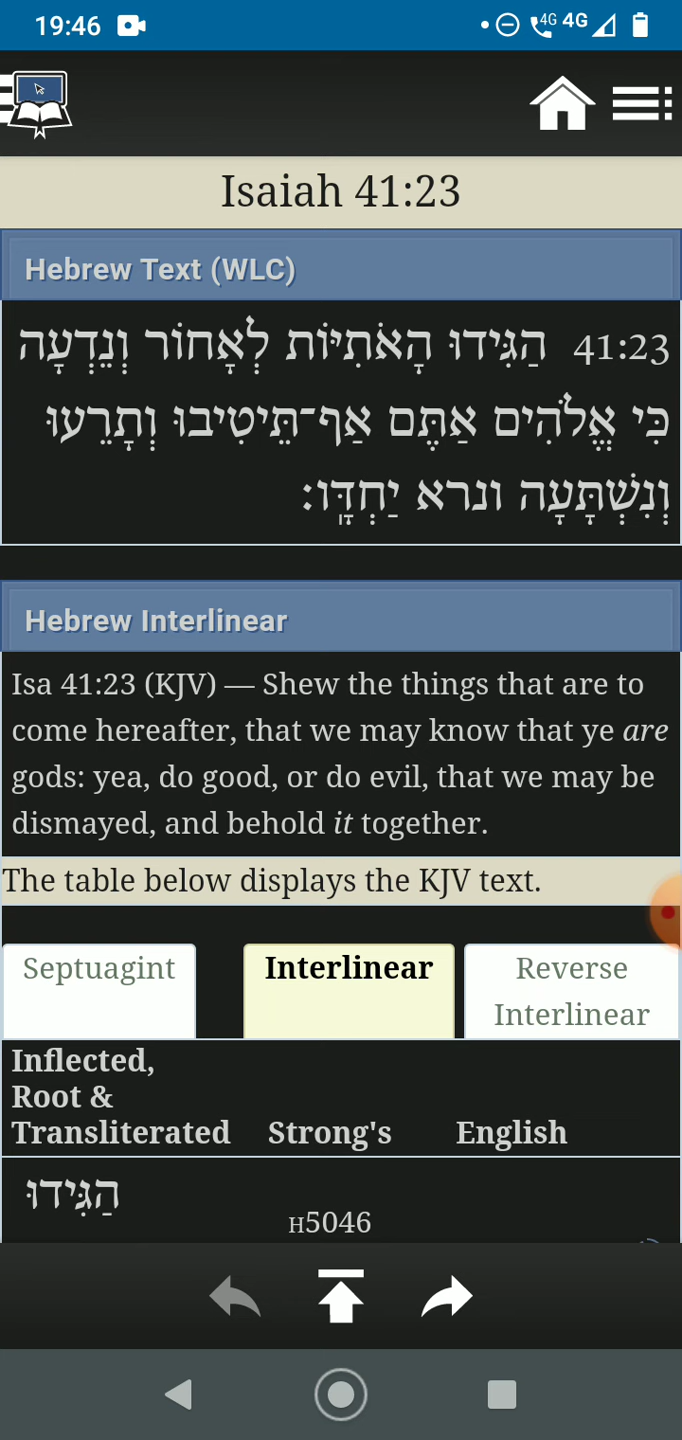 19:46
4G 4G
Isaiah 41:23
Hebrew Text (WLC)
41:23 הַגִּידוּ הָאֹתִיּוֹת לְאָחוֹר וְנֵדְעָה
כִּי אֱלֹהִים אַתֶּם אַף־תֵּיטִיבוּ וְתָרֵעוּ
וְנִשְׁתָּעָה ונרא יַחְדָּֽו׃
Hebrew Interlinear
Isa 41:23 (KJV) — Shew the things that are to
come hereafter, that we may know that ye are
gods: yea, do good, or do evil, that we may be
dismayed, and behold it together.
The table below displays the KJV text.
Septuagint
Interlinear
Reverse
Interlinear
Inflected,
Root &
Transliterated Strong's English
הַגִּידוּ
H5046